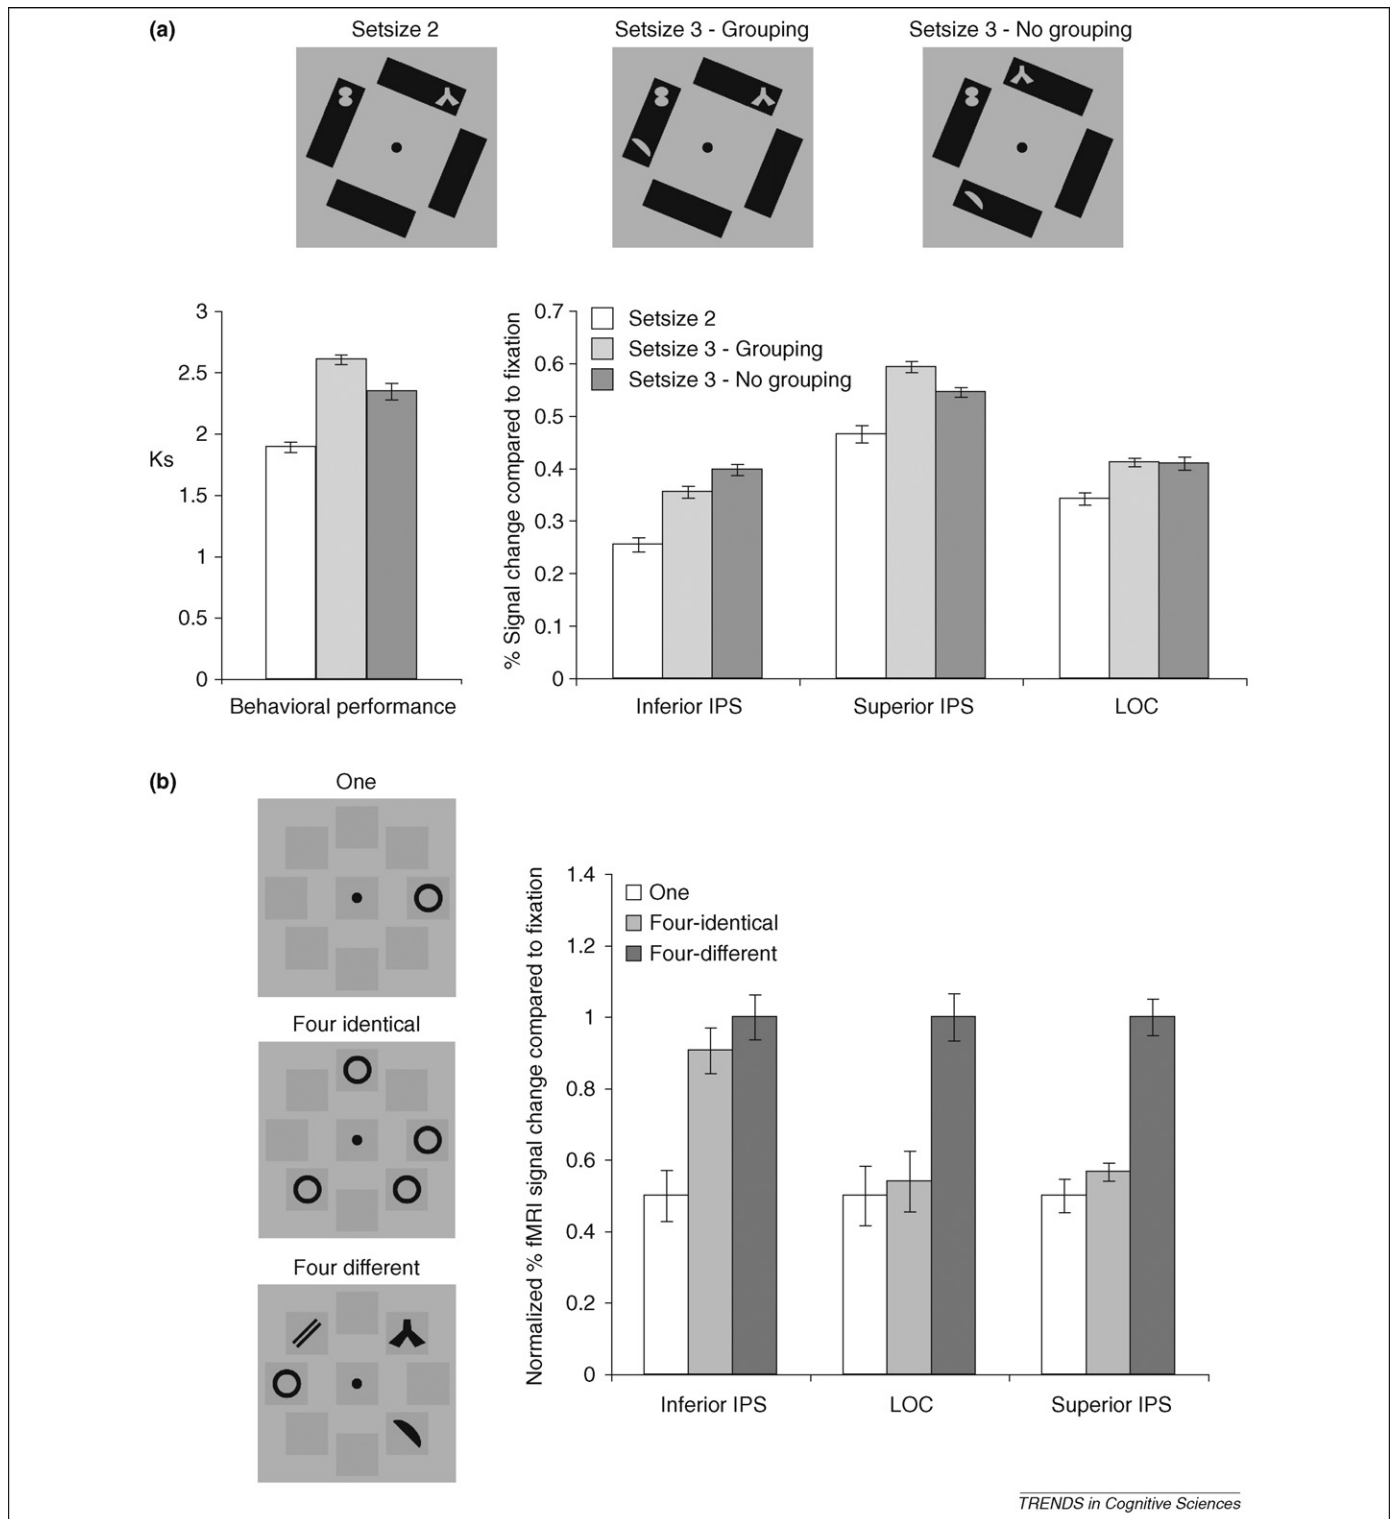 (a)
Setsize 2
Setsize 3 - Grouping
Setsize 3 - No grouping
3
2.5
2
1.5
1
0.5
0
Ks
Behavioral performance
% Signal change compared to fixation
0.7
0.6
0.5
0.4
0.3
0.2
0.1
0
Setsize 2
Setsize 3 - Grouping
Setsize 3 - No grouping
Inferior IPS
Superior IPS
LOC
(b)
One
Four identical
Four different
Normalized % fMRI signal change compared to fixation
1.4
1.2
1
0.8
0.6
0.4
0.2
0
One
Four-identical
Four-different
Inferior IPS
LOC
Superior IPS
TRENDS in Cognitive Sciences